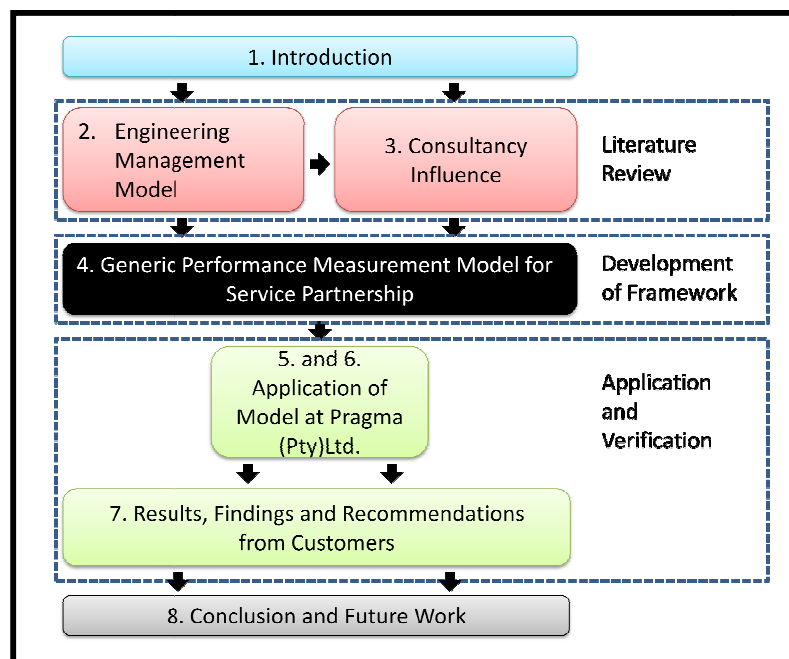 1. Introduction
2. Engineering
Management
Model
3. Consultancy
Influence
Literature
Review
4. Generic Performance Measurement Model for
Service Partnership
Development
of Framework
5. and 6.
Application of
Model at Pragma
(Pty)Ltd.
Application
and
Verification
7. Results, Findings and Recommendations
from Customers
8. Conclusion and Future Work